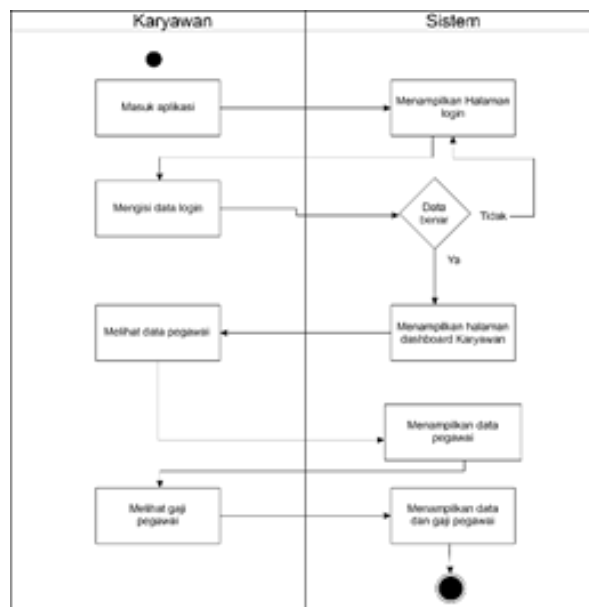 Karyawan
Sistem
Masuk aplikasi
Menampilkan Halaman
login
Mengisi data login
Data
benar
Tidak
Ya
Melihat data pegawai
Menampilkan halaman
dashboard Karyawan
Menampilkan data
pegawai
Melihat gaji
pegawai
Menampilkan data
dan gaji pegawai